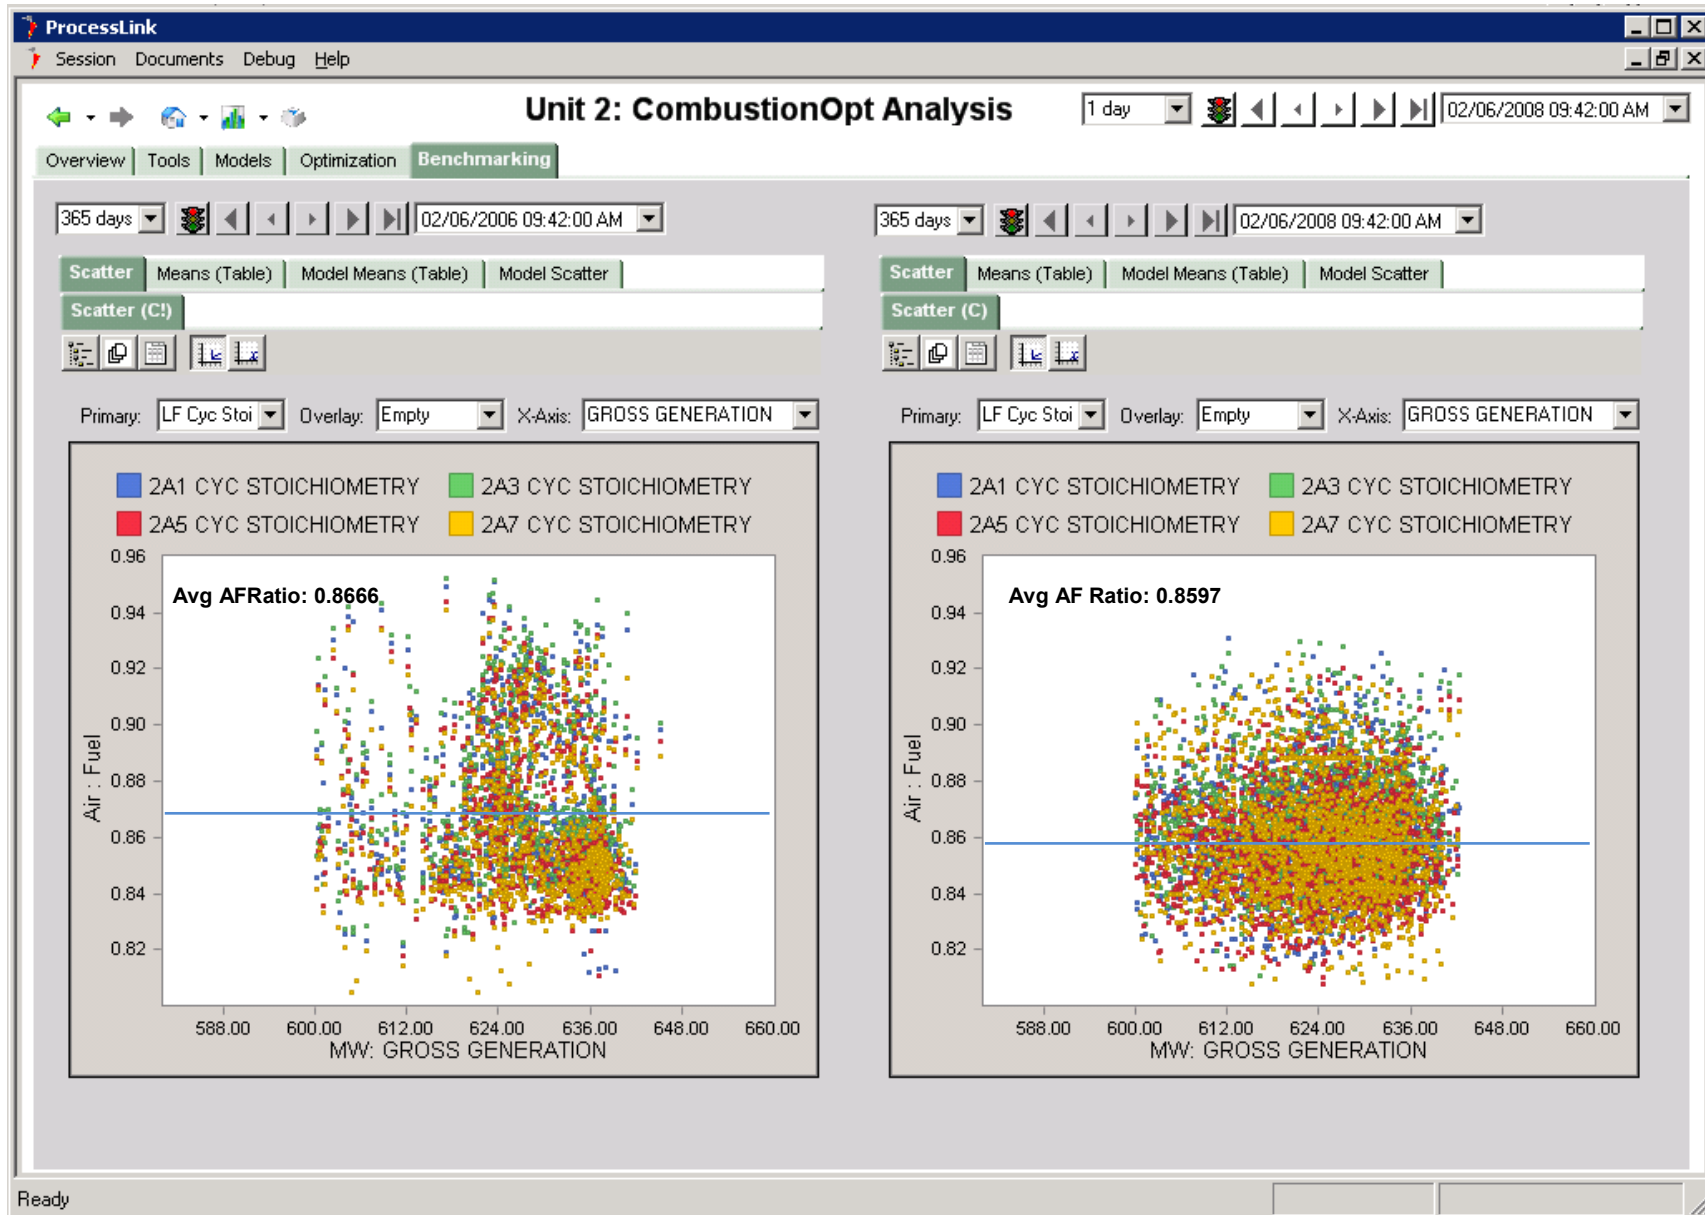 ProcessLink
Session Documents Debug Help
Unit 2: CombustionOpt Analysis
1 day
02/06/2008 09:42:00 AM
Overview Tools Models Optimization Benchmarking
365 days
02/06/2006 09:42:00 AM
Scatter Means (Table) Model Means (Table) Model Scatter
Scatter (C!)
Primary: LF Cyc Stoi Overlay: Empty X-Axis: GROSS GENERATION
2A1 CYC STOICHIOMETRY 2A3 CYC STOICHIOMETRY
2A5 CYC STOICHIOMETRY 2A7 CYC STOICHIOMETRY
Avg AFRatio: 0.8666
Air : Fuel
0.96
0.94
0.92
0.90
0.88
0.86
0.84
0.82
588.00 600.00 612.00 624.00 636.00 648.00 660.00
MW: GROSS GENERATION
365 days
02/06/2008 09:42:00 AM
Scatter Means (Table) Model Means (Table) Model Scatter
Scatter (C)
Primary: LF Cyc Stoi Overlay: Empty X-Axis: GROSS GENERATION
2A1 CYC STOICHIOMETRY 2A3 CYC STOICHIOMETRY
2A5 CYC STOICHIOMETRY 2A7 CYC STOICHIOMETRY
Avg AF Ratio: 0.8597
Air : Fuel
0.96
0.94
0.92
0.90
0.88
0.86
0.84
0.82
588.00 600.00 612.00 624.00 636.00 648.00 660.00
MW: GROSS GENERATION
Ready